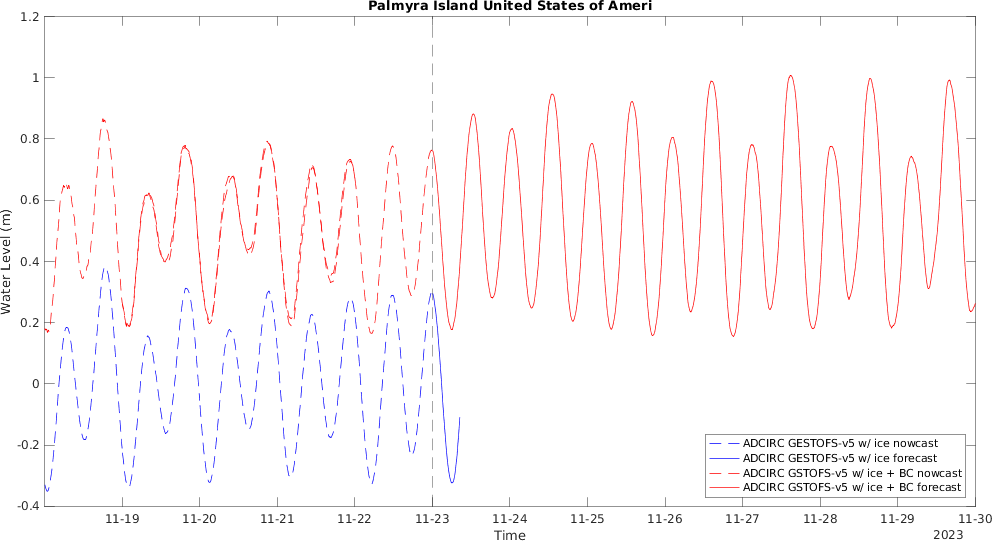 Palmyra Island United States of Ameri
1.2
1
0.8
0.6
0.4
0.2
0
-0.2
-0.4
Water Level (m)
ADCIRC GESTOFS-v5 w/ ice nowcast
ADCIRC GESTOFS-v5 w/ ice forecast
ADCIRC GSTOFS-v5 w/ ice + BC nowcast
ADCIRC GSTOFS-v5 w/ ice + BC forecast
11-19 11-20 11-21 11-22 11-23 11-24 11-25 11-26 11-27 11-28 11-29 11-30
Time
2023